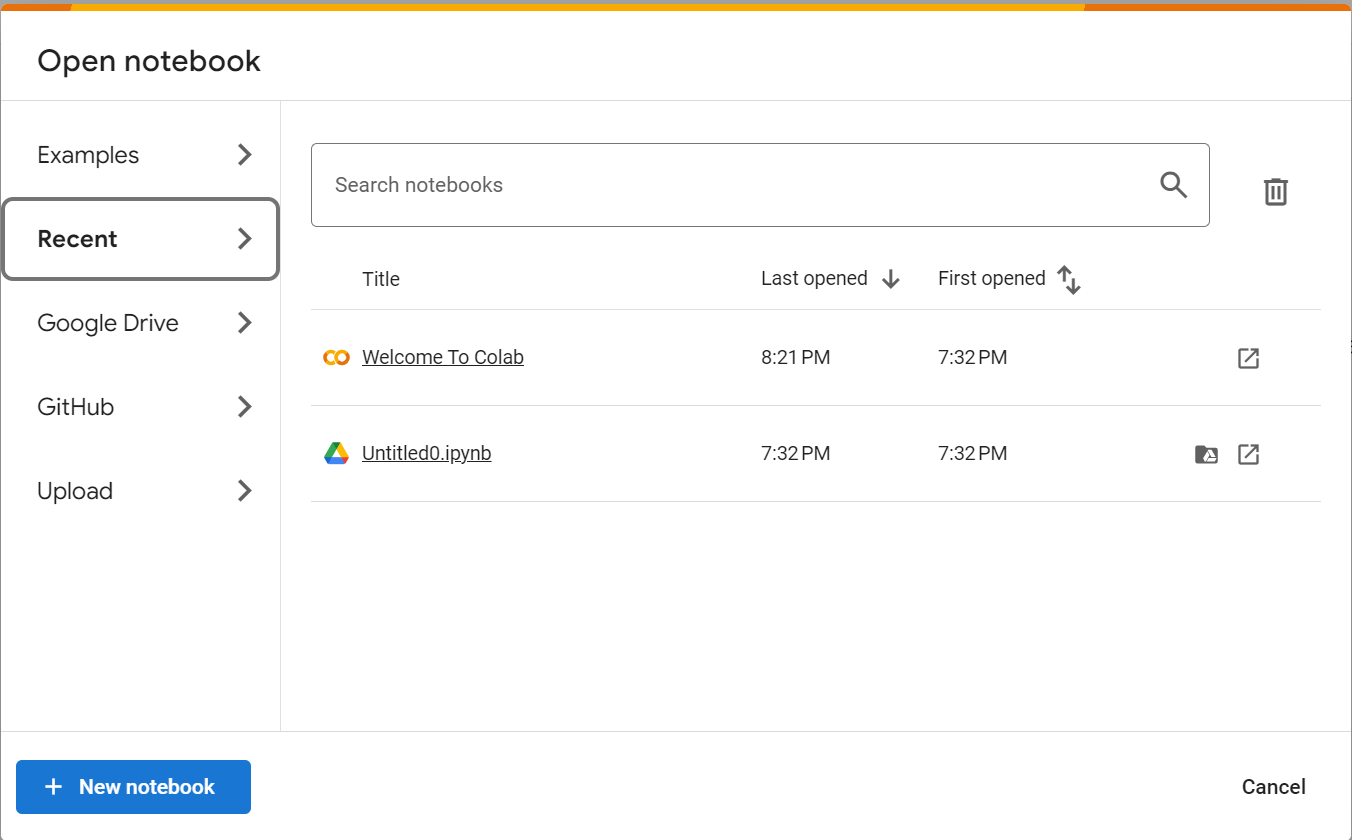 Open notebook
Examples
Recent
Google Drive
GitHub
Upload
Search notebooks
Title Last opened First opened
Welcome To Colab 8:21 PM 7:32 PM
Untitled0.ipynb 7:32 PM 7:32 PM
New notebook
Cancel